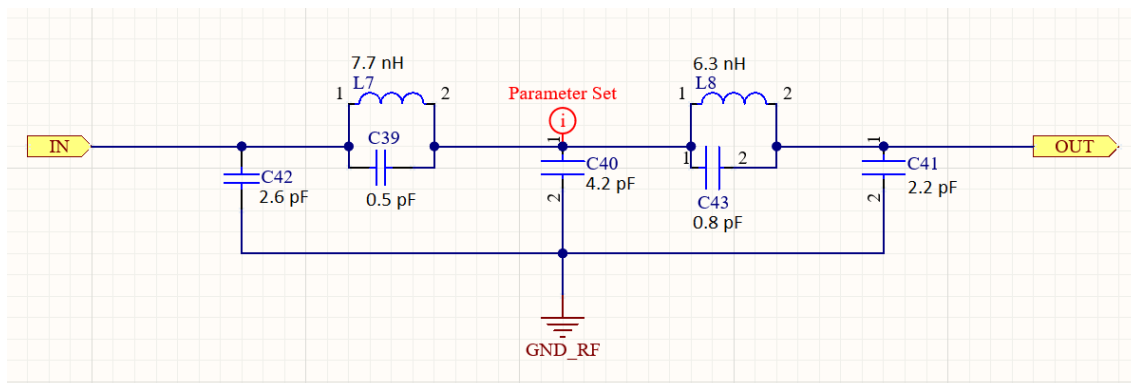 7.7 nH
L7
1
2
C39
0.5 pF
IN
C42
2.6 pF
Parameter Set
i
1
C40
4.2 pF
2
6.3 nH
L8
1
2
1
2
C43
0.8 pF
1
C41
2.2 pF
2
OUT
GND_RF